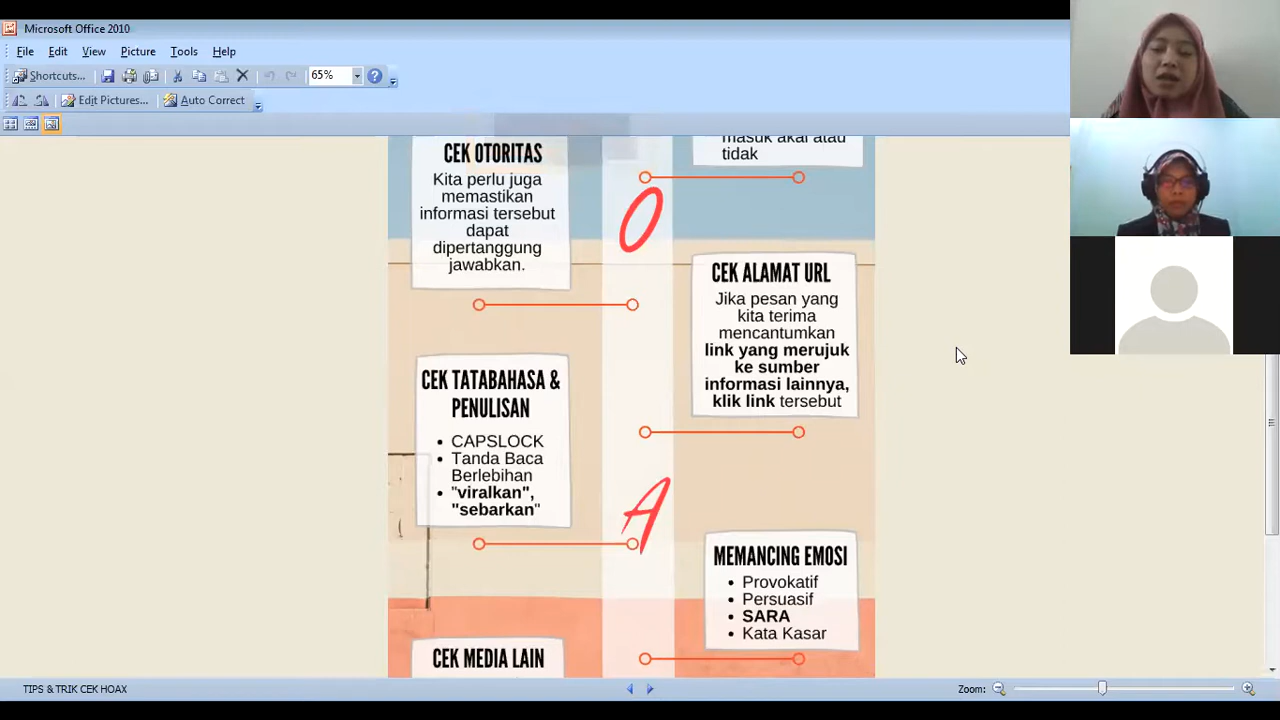 Microsoft Office 2010
File Edit View Picture Tools Help
Shortcuts... 65%
Edit Pictures... Auto Correct
CEK OTORITAS
Kita perlu juga
memastikan
informasi tersebut
dapat
dipertanggung
jawabkan.
masuk akal atau
tidak
O
CEK ALAMAT URL
Jika pesan yang
kita terima
mencantumkan
link yang merujuk
ke sumber
informasi lainnya,
klik link tersebut
CEK TATABAHASA &
PENULISAN
• CAPSLOCK
• Tanda Baca
Berlebihan
• "viralkan",
"sebarkan"
A
MEMANCING EMOSI
• Provokatif
• Persuasif
• SARA
• Kata Kasar
CEK MEDIA LAIN
TIPS & TRIK CEK HOAX
Zoom: